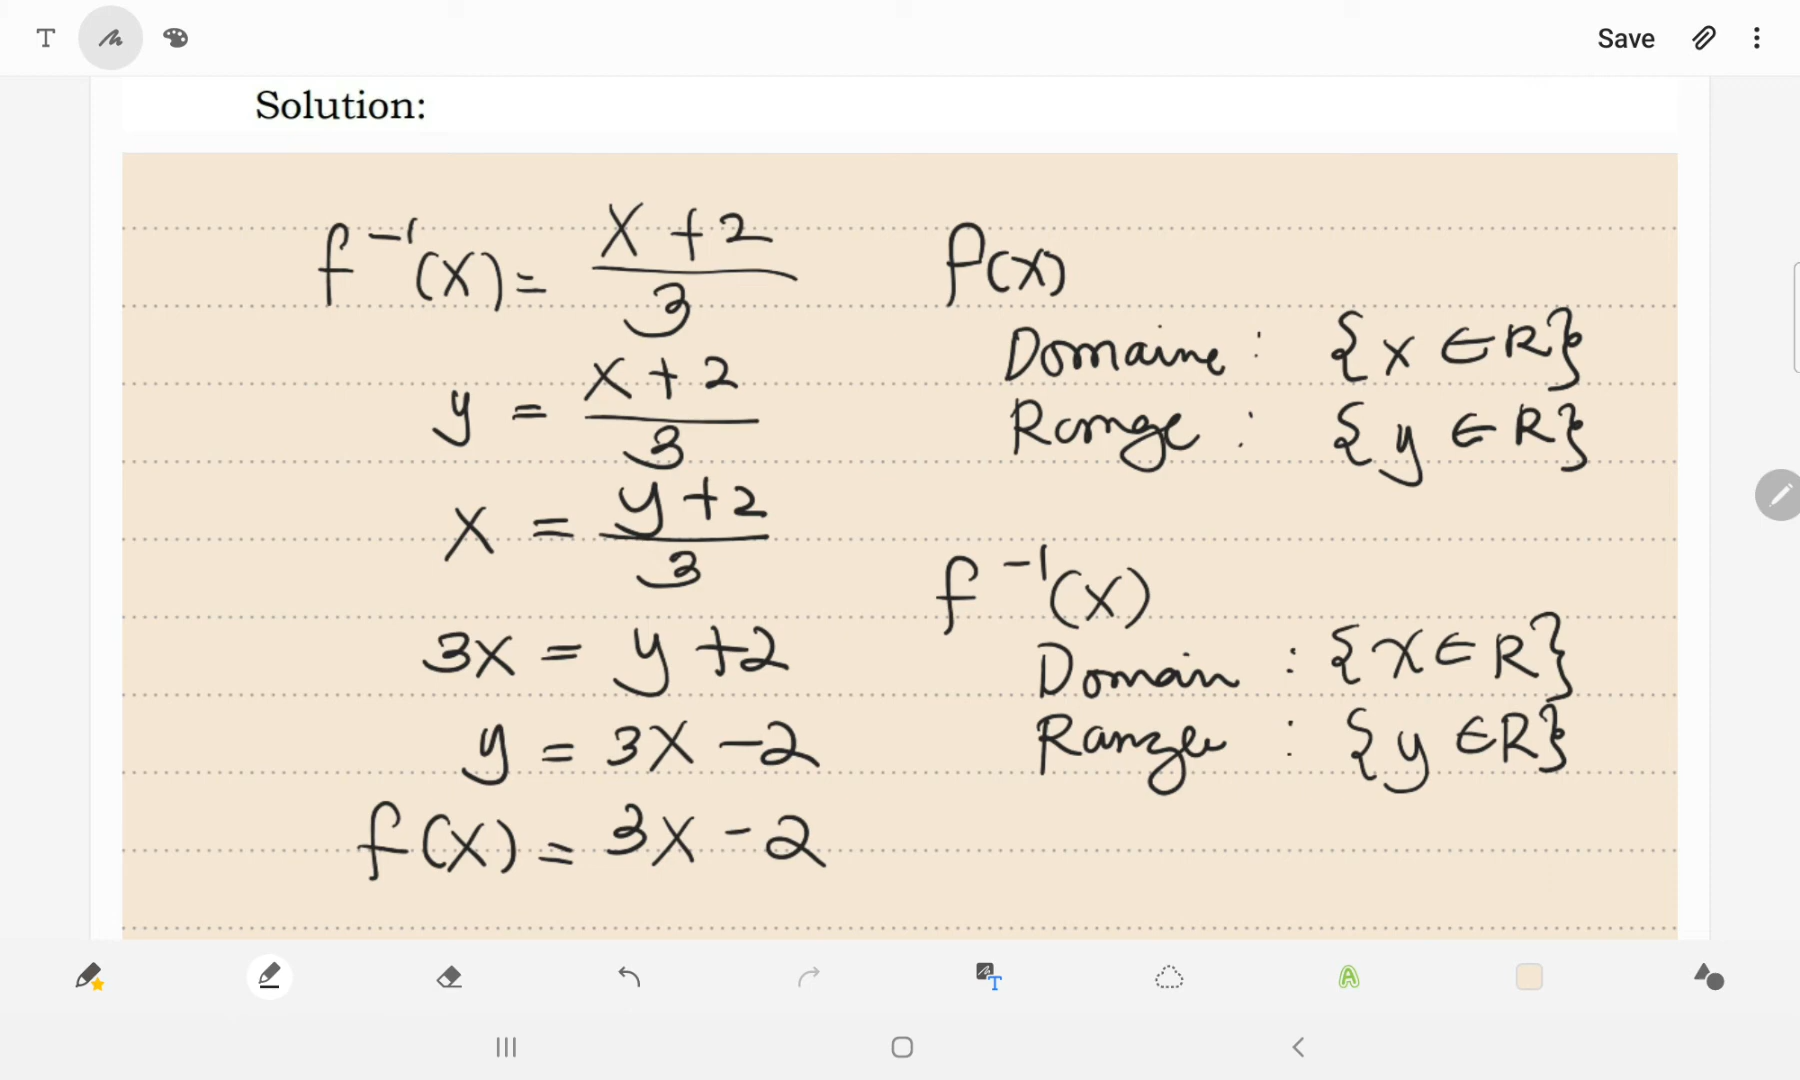 T
Save
Solution:
f⁻¹(x) = (x + 2)/3
y = (x + 2)/3
x = (y + 2)/3
3x = y + 2
y = 3x - 2
f(x) = 3x - 2
f(x)
Domaine : {x ∈ R}
Range : {y ∈ R}
f⁻¹(x)
Domain : {x ∈ R}
Range : {y ∈ R}